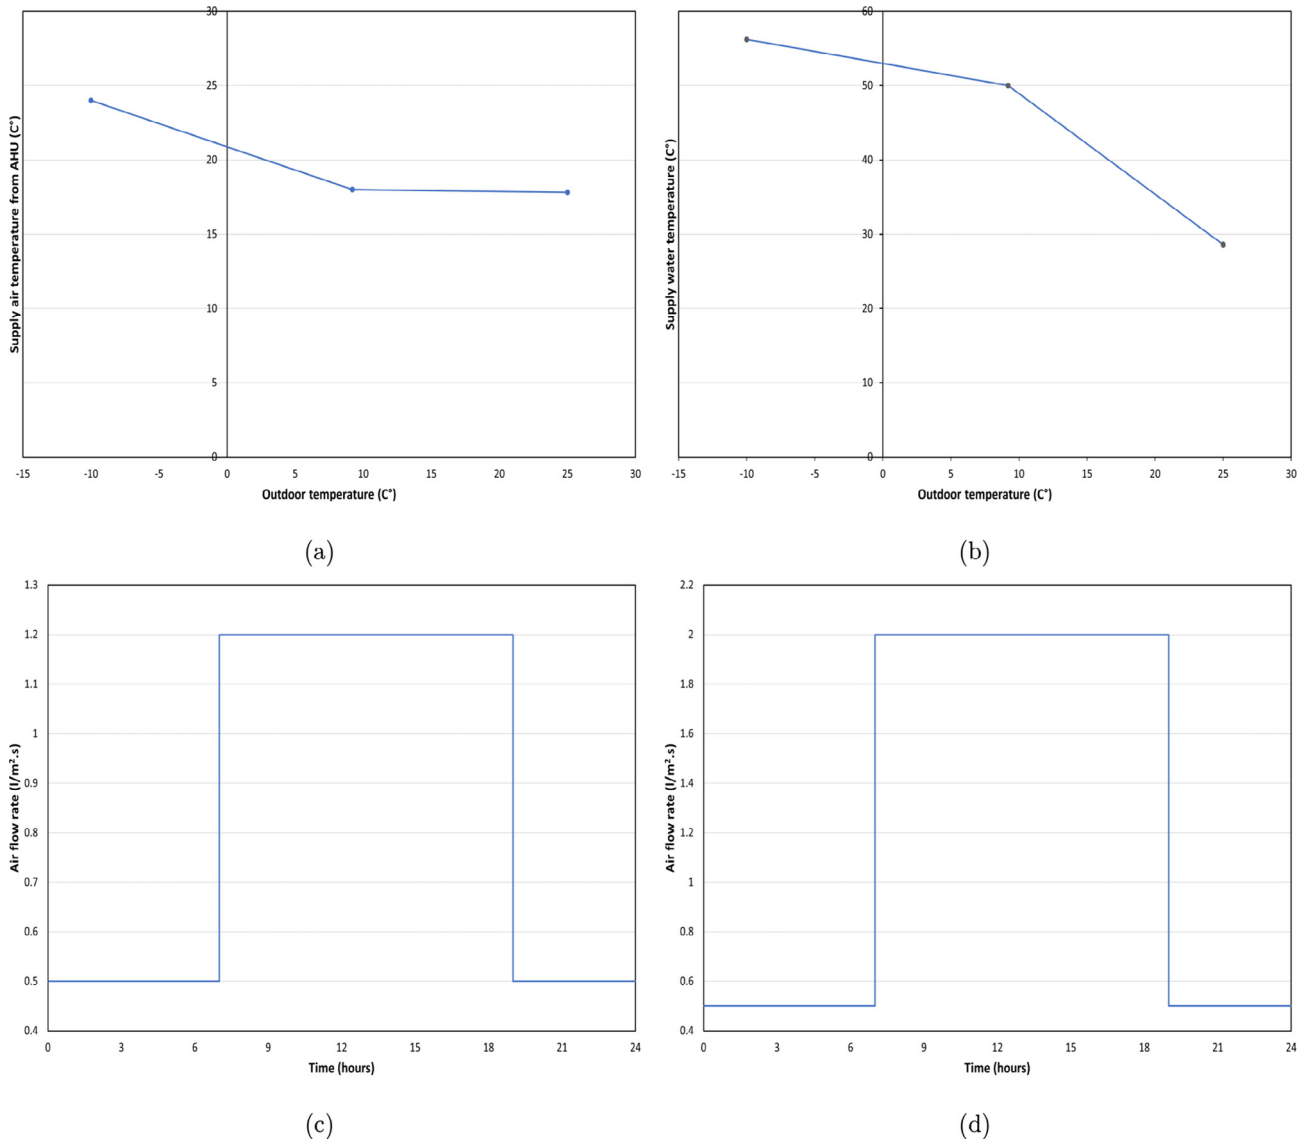 Supply air temperature from AHU (C°)
30
25
20
15
10
5
0
-15 -10 -5 0 5 10 15 20 25 30
Outdoor temperature (C°)
(a)
Supply water temperature (C°)
60
50
40
30
20
10
0
-15 -10 -5 0 5 10 15 20 25 30
Outdoor temperature (C°)
(b)
Air flow rate (l/m².s)
1.3
1.2
1.1
1
0.9
0.8
0.7
0.6
0.5
0.4
0 3 6 9 12 15 18 21 24
Time (hours)
(c)
Air flow rate (l/m².s)
2.2
2
1.8
1.6
1.4
1.2
1
0.8
0.6
0.4
0 3 6 9 12 15 18 21 24
Time (hours)
(d)